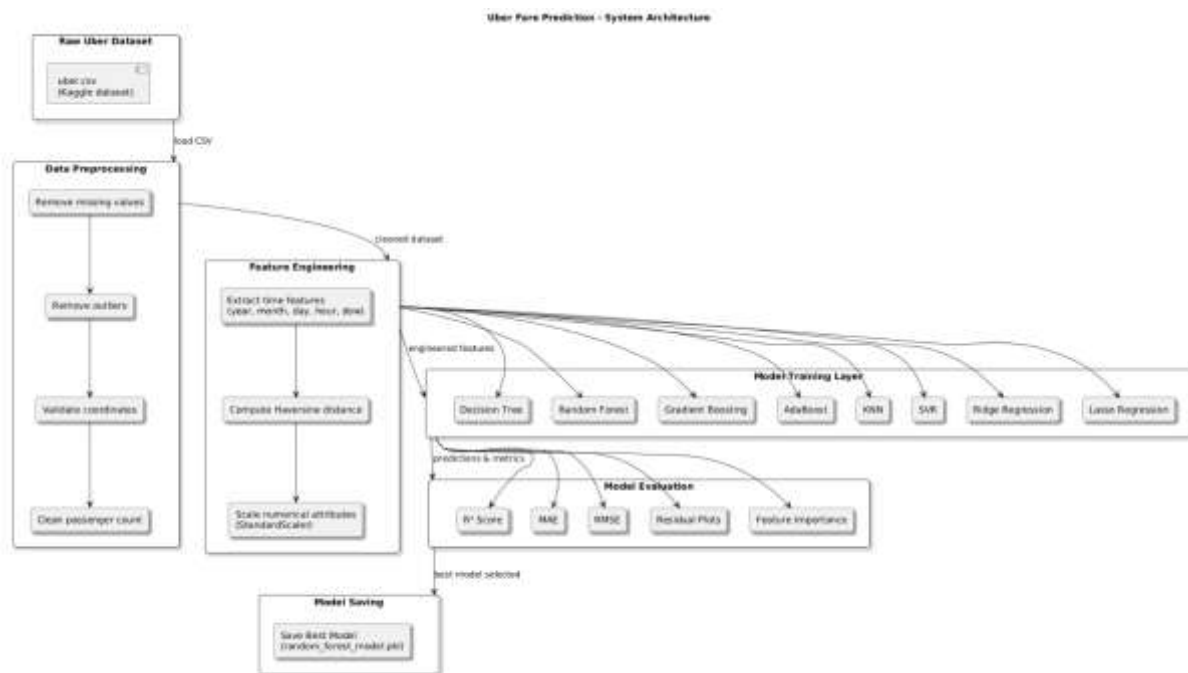 Uber Fare Prediction - System Architecture
Raw Uber Dataset
uber.csv
(Kaggle dataset)
load CSV
Data Preprocessing
Remove missing values
Remove outliers
Validate coordinates
Clean passenger count
cleaned dataset
Feature Engineering
Extract time features
(year, month, day, hour, dow)
Compute Haversine distance
Scale numerical attributes
(StandardScaler)
engineered features
Model Training Layer
Decision Tree
Random Forest
Gradient Boosting
AdaBoost
KNN
SVR
Ridge Regression
Lasso Regression
predictions & metrics
Model Evaluation
R² Score
MAE
RMSE
Residual Plots
Feature Importance
best model selected
Model Saving
Save Best Model
(random_forest_model.pkl)